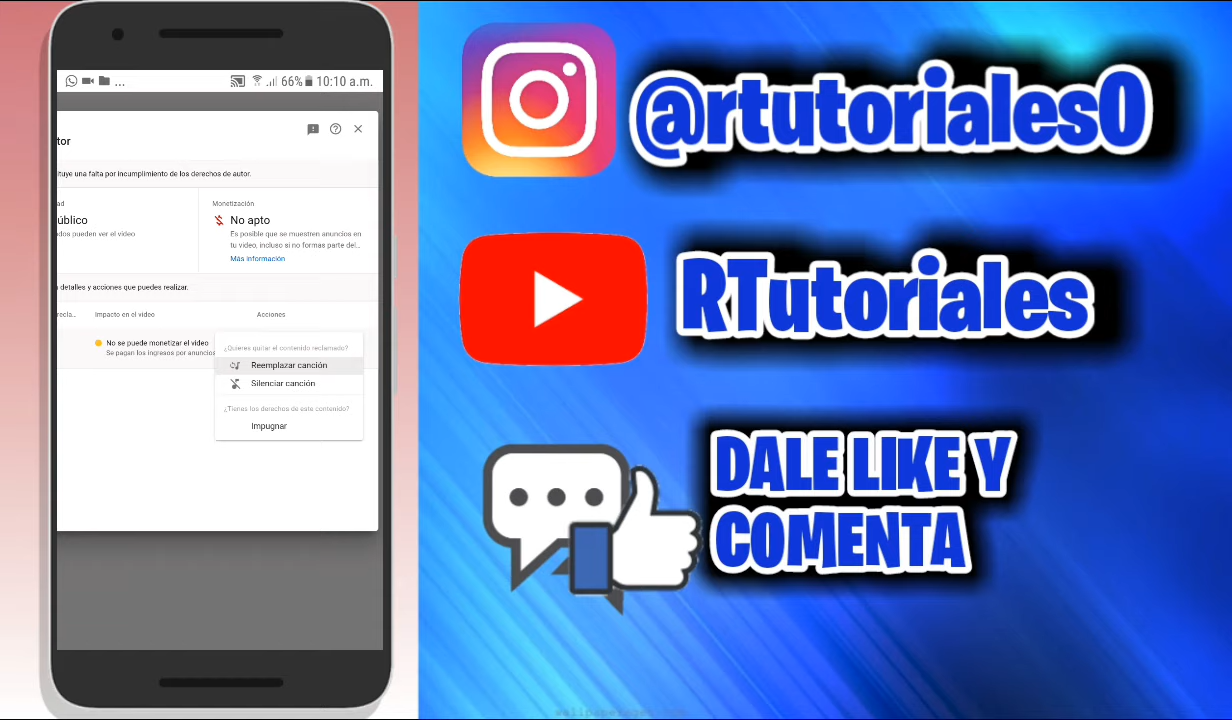 ... 66% 10:10 a.m.
tor
tituye una falta por incumplimiento de los derechos de autor.
ad
úblico
odos pueden ver el video
Monetización
No apto
Es posible que se muestren anuncios en
tu video, incluso si no formas parte del...
Más información
n detalles y acciones que puedes realizar.
recla...
Impacto en el video
Acciones
No se puede monetizar el video
Se pagan los ingresos por anuncios
¿Quieres quitar el contenido reclamado?
Reemplazar canción
Silenciar canción
¿Tienes los derechos de este contenido?
Impugnar
@rtutoriales0
RTutoriales
DALE LIKE Y
COMENTA